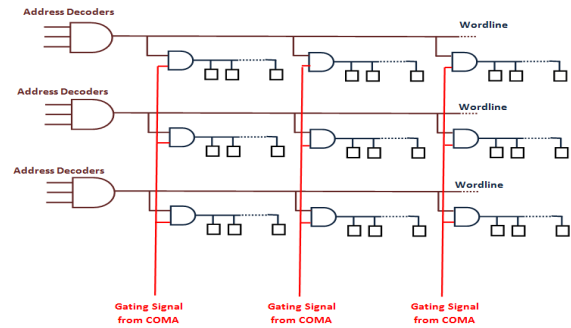 Address Decoders
Wordline
Address Decoders
Wordline
Address Decoders
Wordline
Gating Signal
from COMA
Gating Signal
from COMA
Gating Signal
from COMA